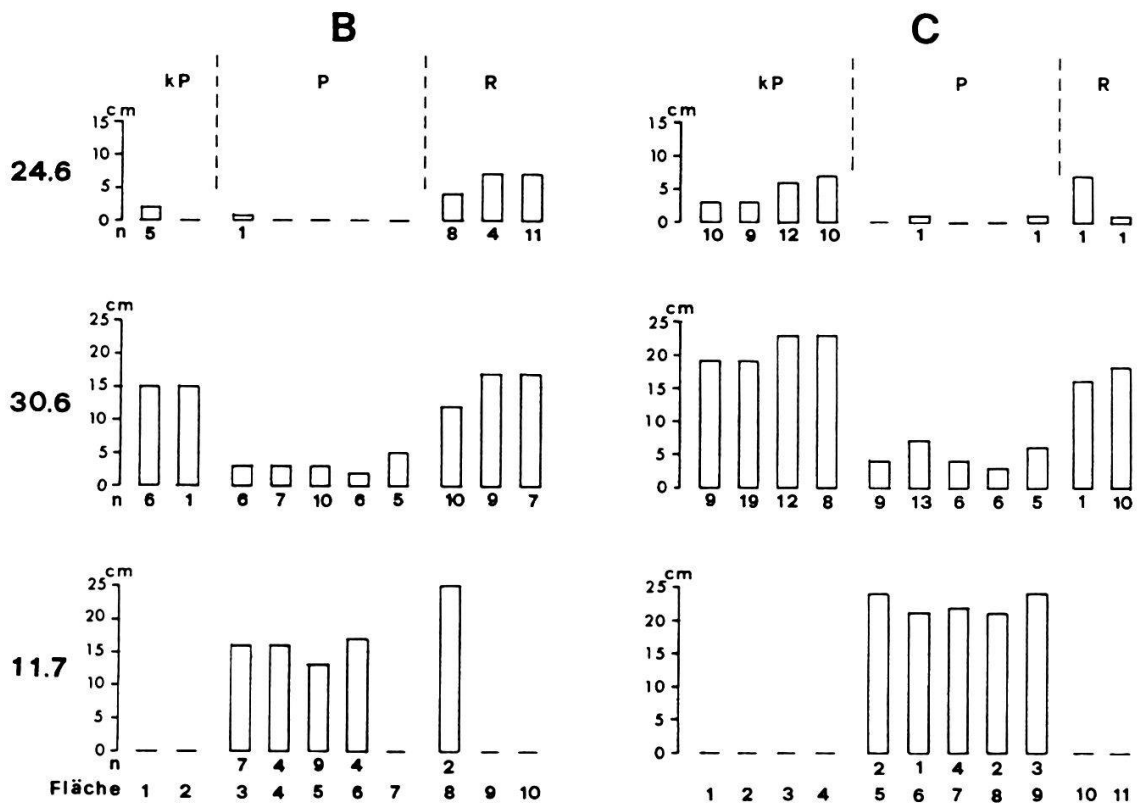 B C
kP P R kP P R
24.6
cm 15 10 5 0
n 5 1 8 4 11
cm 15 10 5 0
10 9 12 10 1 1 1 1
30.6
cm 25 20 15 10 5 0
n 6 1 6 7 10 6 5 10 9 7
cm 25 20 15 10 5 0
9 19 12 8 9 13 6 6 5 1 10
11.7
cm 25 20 15 10 5 0
n 7 4 9 4 2
cm 25 20 15 10 5 0
2 1 4 2 3
Fläche 1 2 3 4 5 6 7 8 9 10
1 2 3 4 5 6 7 8 9 10 11